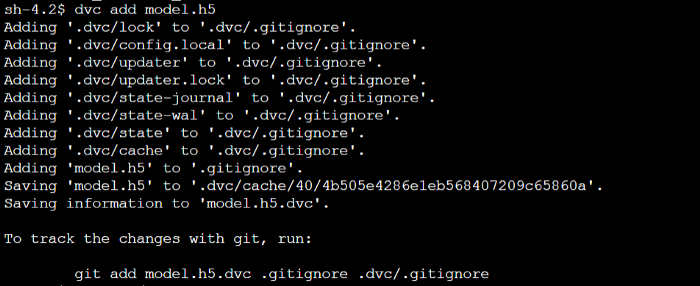 sh-4.2$ dvc add model.h5
Adding '.dvc/lock' to '.dvc/.gitignore'.
Adding '.dvc/config.local' to '.dvc/.gitignore'.
Adding '.dvc/updater' to '.dvc/.gitignore'.
Adding '.dvc/updater.lock' to '.dvc/.gitignore'.
Adding '.dvc/state-journal' to '.dvc/.gitignore'.
Adding '.dvc/state-wal' to '.dvc/.gitignore'.
Adding '.dvc/state' to '.dvc/.gitignore'.
Adding '.dvc/cache' to '.dvc/.gitignore'.
Adding 'model.h5' to '.gitignore'.
Saving 'model.h5' to '.dvc/cache/40/4b505e4286e1eb568407209c65860a'.
Saving information to 'model.h5.dvc'.
To track the changes with git, run:
git add model.h5.dvc .gitignore .dvc/.gitignore